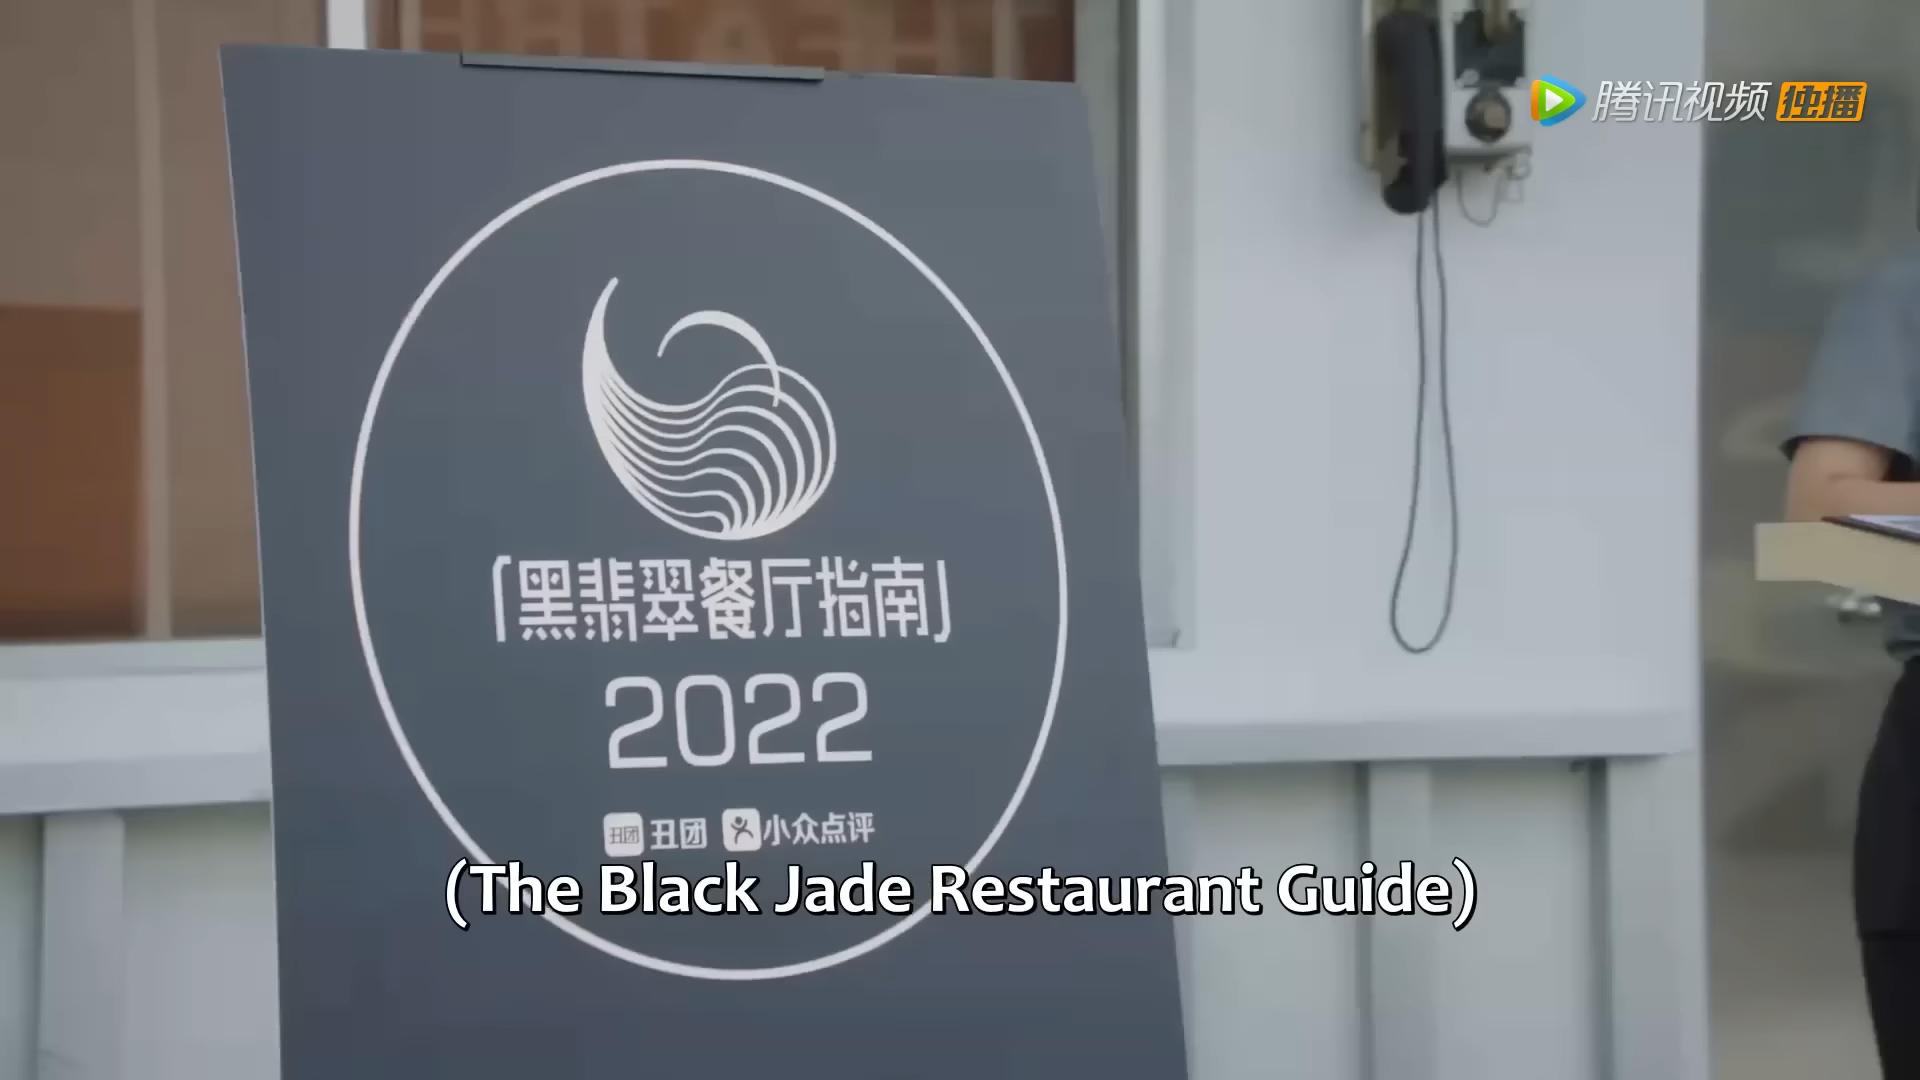 腾讯视频 独播
「黑翡翠餐厅指南」
2022
丑团 丑团 小众点评
(The Black Jade Restaurant Guide)